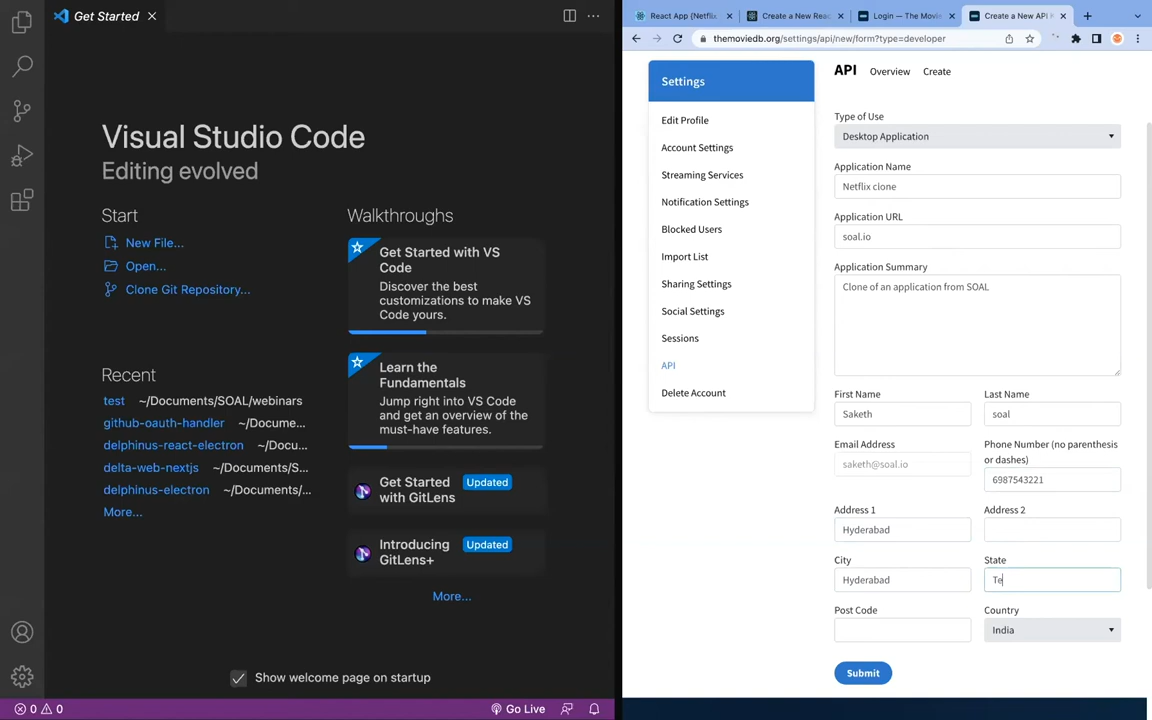 Get Started
Visual Studio Code
Editing evolved
Start
New File...
Open...
Clone Git Repository...
Recent
test ~/Documents/SOAL/webinars
github-oauth-handler ~/Docume...
delphinus-react-electron ~/Docu...
delta-web-nextjs ~/Documents/S...
delphinus-electron ~/Documents/...
More...
Walkthroughs
Get Started with VS
Code
Discover the best
customizations to make VS
Code yours.
Learn the
Fundamentals
Jump right into VS Code
and get an overview of the
must-have features.
Get Started
with GitLens
Updated
Introducing
GitLens+
Updated
More...
Show welcome page on startup
0 0
Go Live
React App (Netflix
Create a New Rea
Login — The Movi
Create a New API K
themoviedb.org/settings/api/new/form?type=developer
Settings
Edit Profile
Account Settings
Streaming Services
Notification Settings
Blocked Users
Import List
Sharing Settings
Social Settings
Sessions
API
Delete Account
API Overview Create
Type of Use
Desktop Application
Application Name
Netflix clone
Application URL
soal.io
Application Summary
Clone of an application from SOAL
First Name
Saketh
Last Name
soal
Email Address
saketh@soal.io
Phone Number (no parenthesis
or dashes)
6987543221
Address 1
Hyderabad
Address 2
City
Hyderabad
State
Te
Post Code
Country
India
Submit